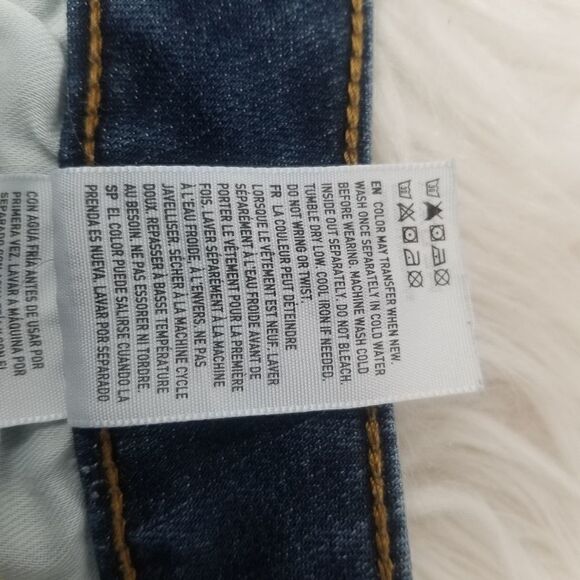 EN COLOR MAY TRANSFER WHEN NEW.
WASH ONCE SEPARATELY IN COLD WATER
BEFORE WEARING. MACHINE WASH COLD
INSIDE OUT SEPARATELY. DO NOT BLEACH.
TUMBLE DRY LOW. COOL IRON IF NEEDED.
DO NOT WRING OR TWIST.
FR LA COULEUR PEUT DÉTEINDRE
LORSQUE LE VÊTEMENT EST NEUF. LAVER
SÉPARÉMENT À L'EAU FROIDE AVANT DE
PORTER LE VÊTEMENT POUR LA PREMIÈRE
FOIS. LAVER SÉPARÉMENT À LA MACHINE
À L'EAU FROIDE, À L'ENVERS. NE PAS
JAVELLISER. SÉCHER À LA MACHINE CYCLE
DOUX. REPASSER À BASSE TEMPÉRATURE
AU BESOIN. NE PAS ESSORER NI TORDRE.
SP EL COLOR PUEDE SALIRSE CUANDO LA
PRENDA ES NUEVA. LAVAR POR SEPARADO
CON AGUA FRÍA ANTES DE USAR POR
PRIMERA VEZ. LAVAR A MÁQUINA POR
SEPARADO CON